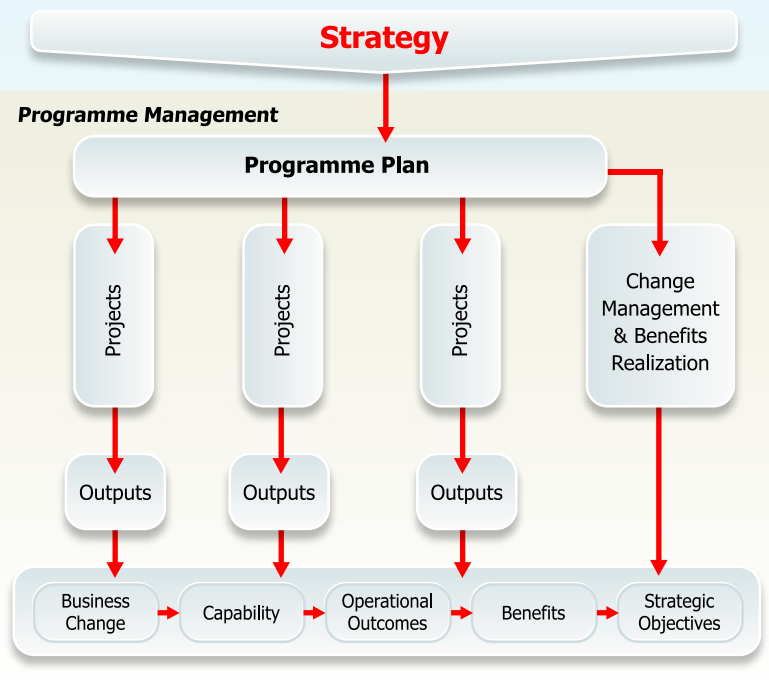 Strategy
Programme Management
Programme Plan
Projects
Projects
Projects
Change
Management
& Benefits
Realization
Outputs
Outputs
Outputs
Business
Change
Capability
Operational
Outcomes
Benefits
Strategic
Objectives